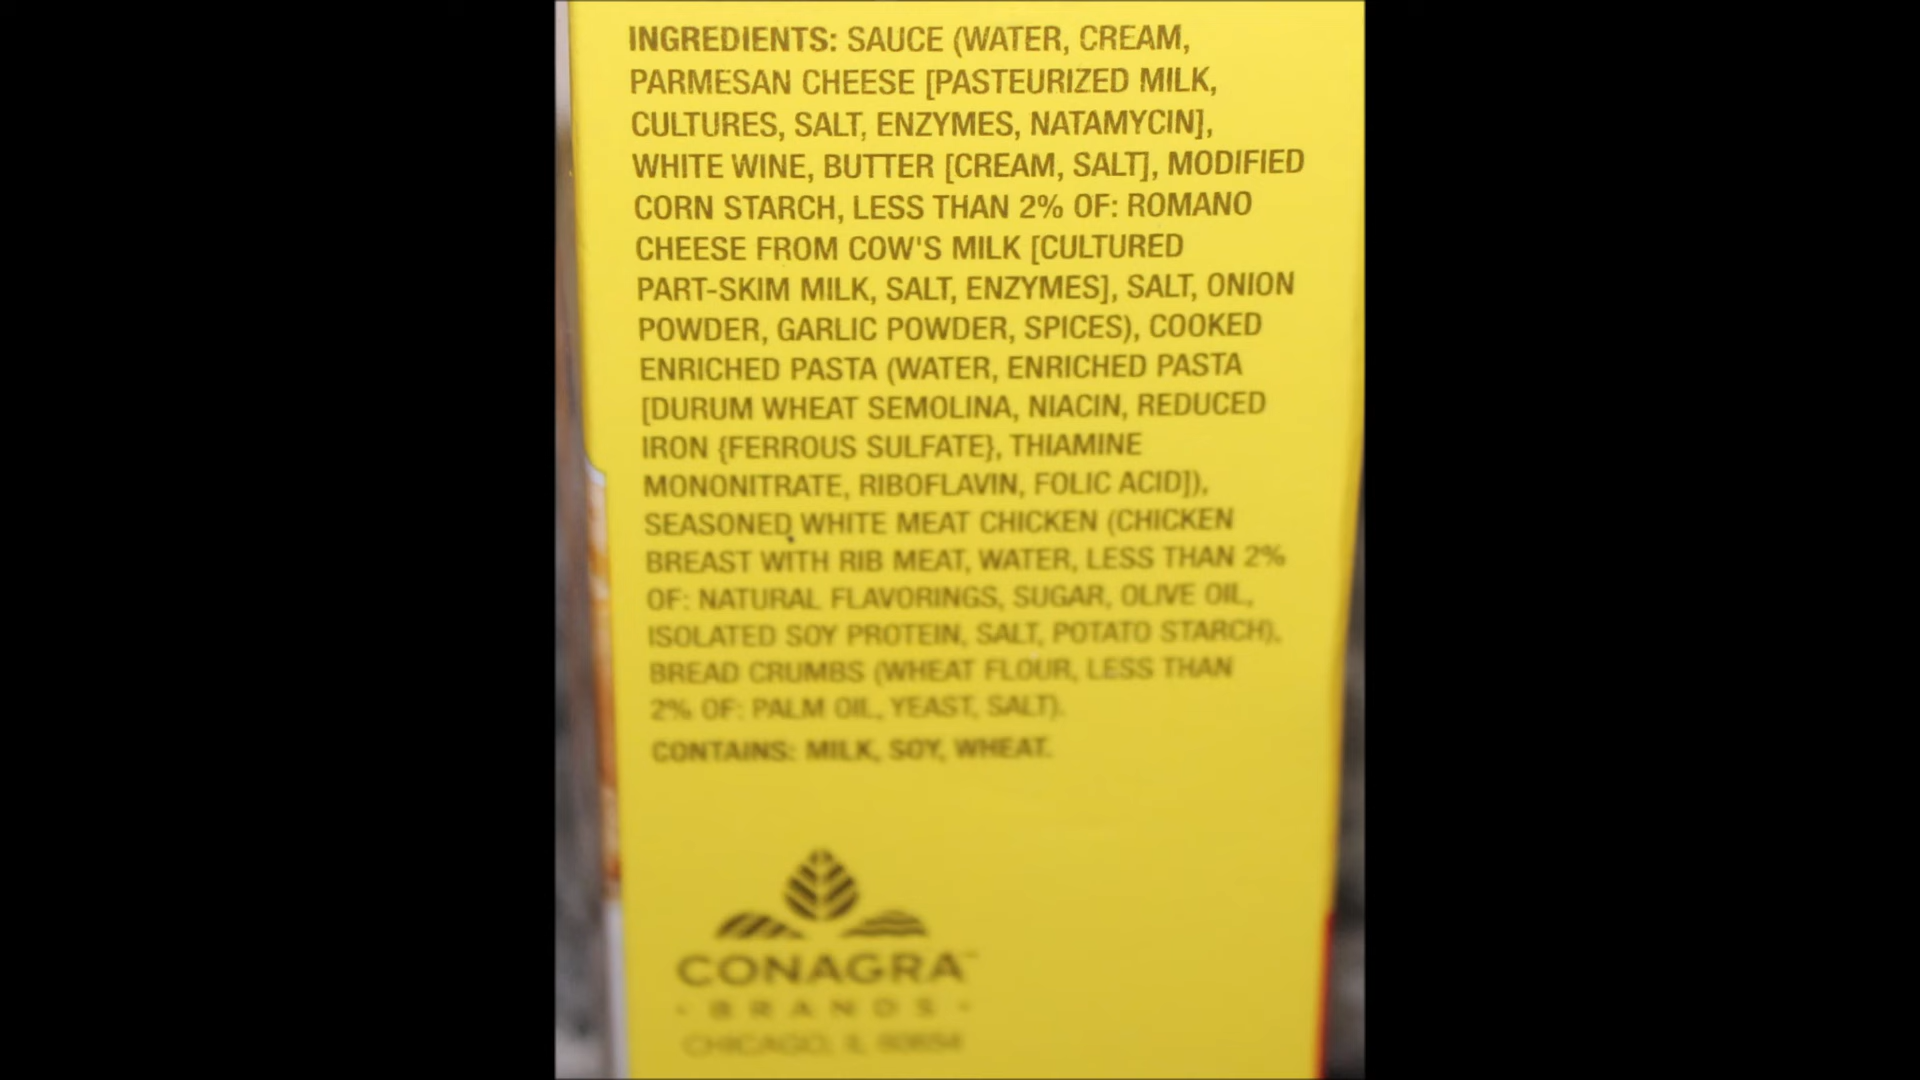 INGREDIENTS: SAUCE (WATER, CREAM,
PARMESAN CHEESE [PASTEURIZED MILK,
CULTURES, SALT, ENZYMES, NATAMYCIN],
WHITE WINE, BUTTER [CREAM, SALT], MODIFIED
CORN STARCH, LESS THAN 2% OF: ROMANO
CHEESE FROM COW'S MILK [CULTURED
PART-SKIM MILK, SALT, ENZYMES], SALT, ONION
POWDER, GARLIC POWDER, SPICES), COOKED
ENRICHED PASTA (WATER, ENRICHED PASTA
[DURUM WHEAT SEMOLINA, NIACIN, REDUCED
IRON {FERROUS SULFATE}, THIAMINE
MONONITRATE, RIBOFLAVIN, FOLIC ACID]),
SEASONED WHITE MEAT CHICKEN (CHICKEN
BREAST WITH RIB MEAT, WATER, LESS THAN 2%
OF: NATURAL FLAVORINGS, SUGAR, OLIVE OIL,
ISOLATED SOY PROTEIN, SALT, POTATO STARCH),
BREAD CRUMBS (WHEAT FLOUR, LESS THAN
2% OF: PALM OIL, YEAST, SALT).
CONTAINS: MILK, SOY, WHEAT.
CONAGRA™
· BRANDS ·
CHICAGO, IL 60654